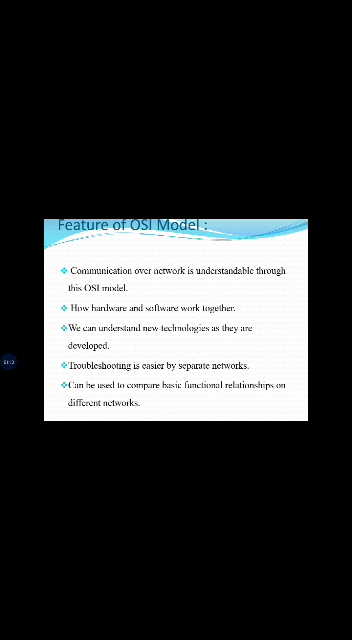 Feature of OSI Model :
❖ Communication over network is understandable through
this OSI model.
❖ How hardware and software work together.
❖We can understand new technologies as they are
developed.
❖Troubleshooting is easier by separate networks.
❖Can be used to compare basic functional relationships on
different networks.